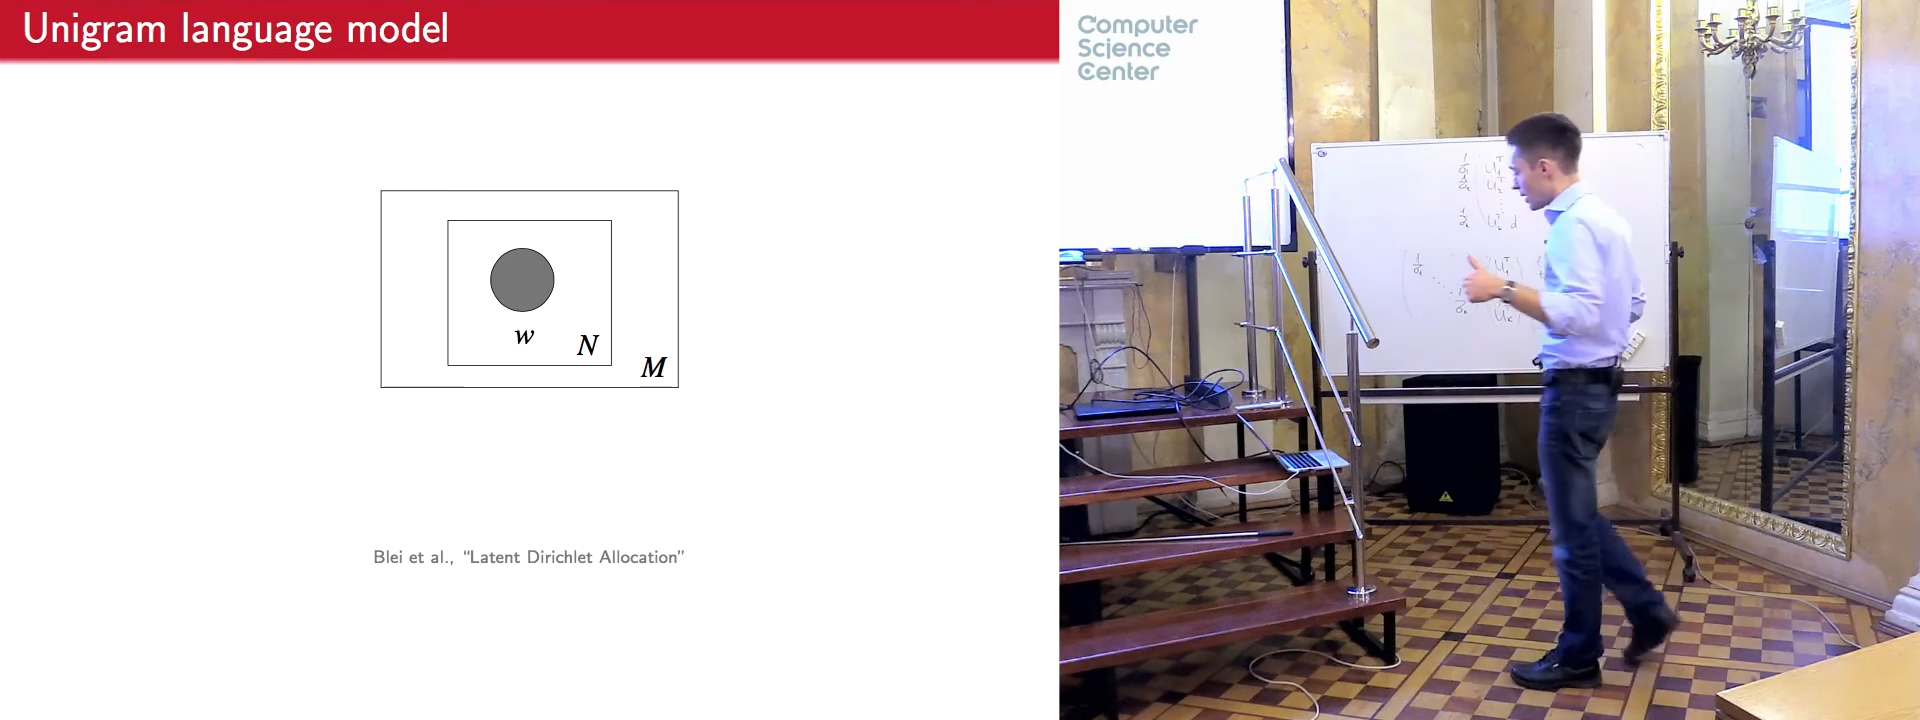 Unigram language model
w
N
M
Blei et al., “Latent Dirichlet Allocation”
Computer
Science
Center